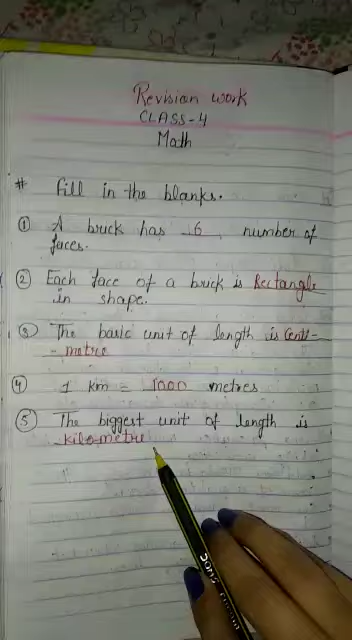 Revision work
CLASS-4
Math
# Fill in the blanks.
① A brick has 6 number of
faces.
② Each face of a brick is Rectangle
in shape.
③ The basic unit of length is Centi-
- metre
④ 1 Km = 1000 metres
⑤ The biggest unit of length is
kilometre